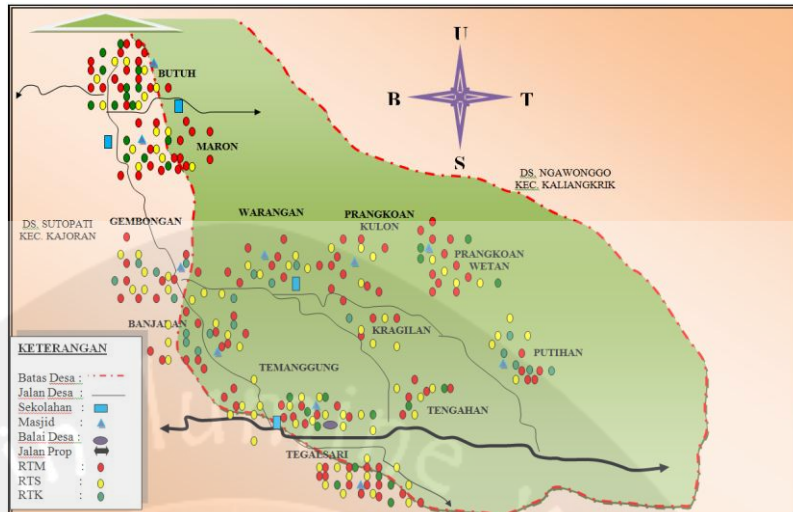 U
BUTUH
B
T
MARON
S
DS. NGAWONGGO
KEC. KALIANGKRIK
GEMBONGAN
WARANGAN
PRANGKOAN
KULON
DS. SUTOPATI
KEC. KAJORAN
PRANGKOAN
WETAN
BANJARAN
KRAGILAN
PUTIHAN
TEMANGGUNG
TENGAHAN
TEGALSARI
KETERANGAN
Batas Desa :
Jalan Desa :
Sekolahan :
Masjid :
Balai Desa :
Jalan Prop
RTM :
RTS :
RTK :